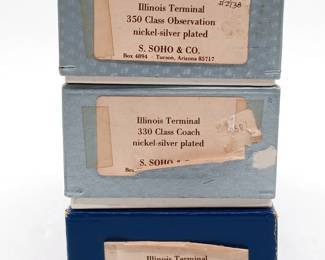 Illinois Terminal
350 Class Observation
nickel-silver plated
S. SOHO & CO.
Box 4894 Tucson, Arizona 85717
Illinois Terminal
330 Class Coach
nickel-silver plated
S. SOHO
Illinois Terminal